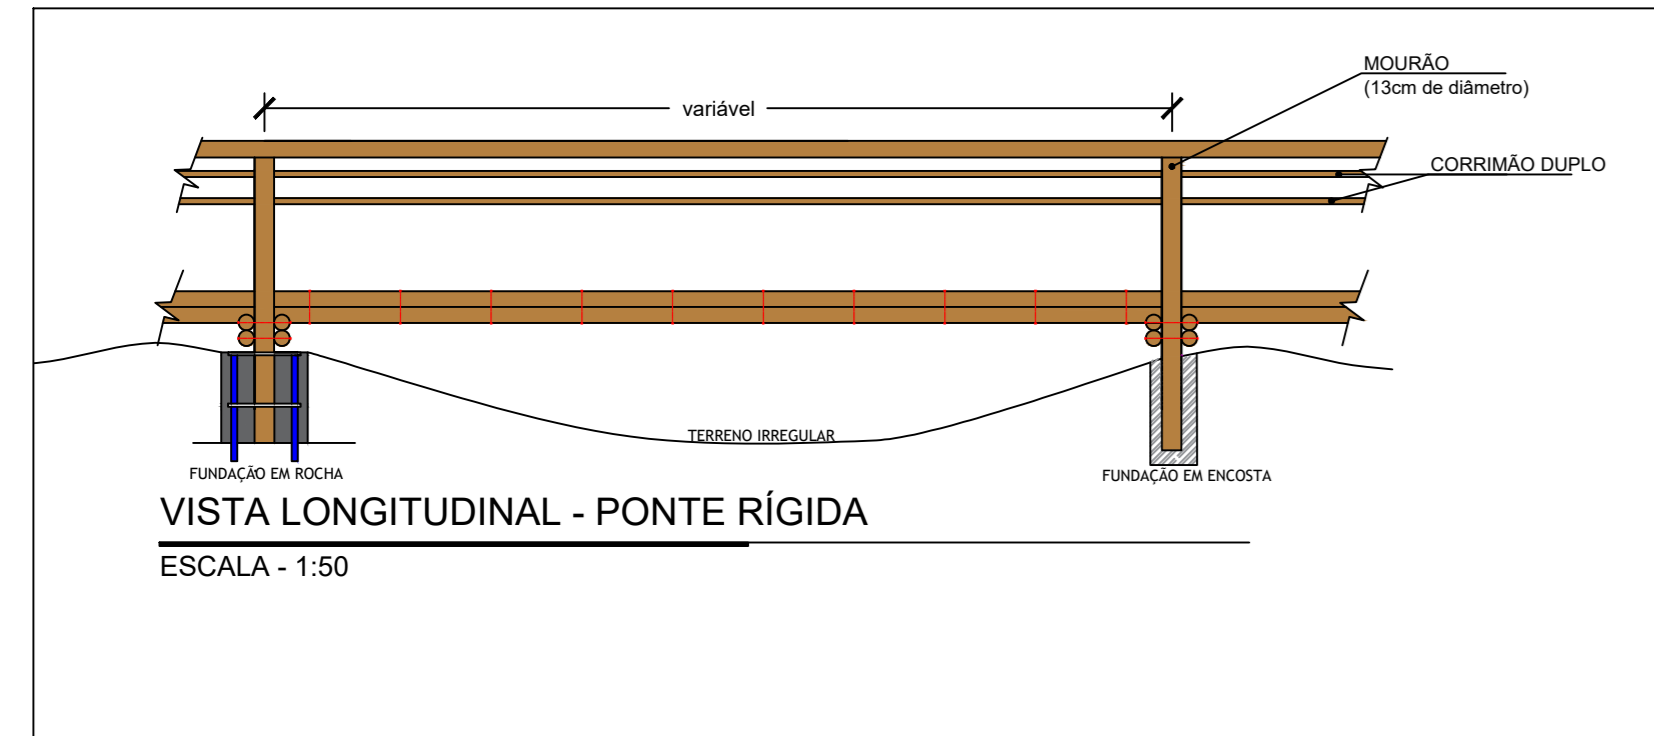 MOURÃO
(13cm de diâmetro)
variável
CORRIMÃO DUPLO
TERRENO IRREGULAR
FUNDAÇÃO EM ROCHA
FUNDAÇÃO EM ENCOSTA
VISTA LONGITUDINAL - PONTE RÍGIDA
ESCALA - 1:50